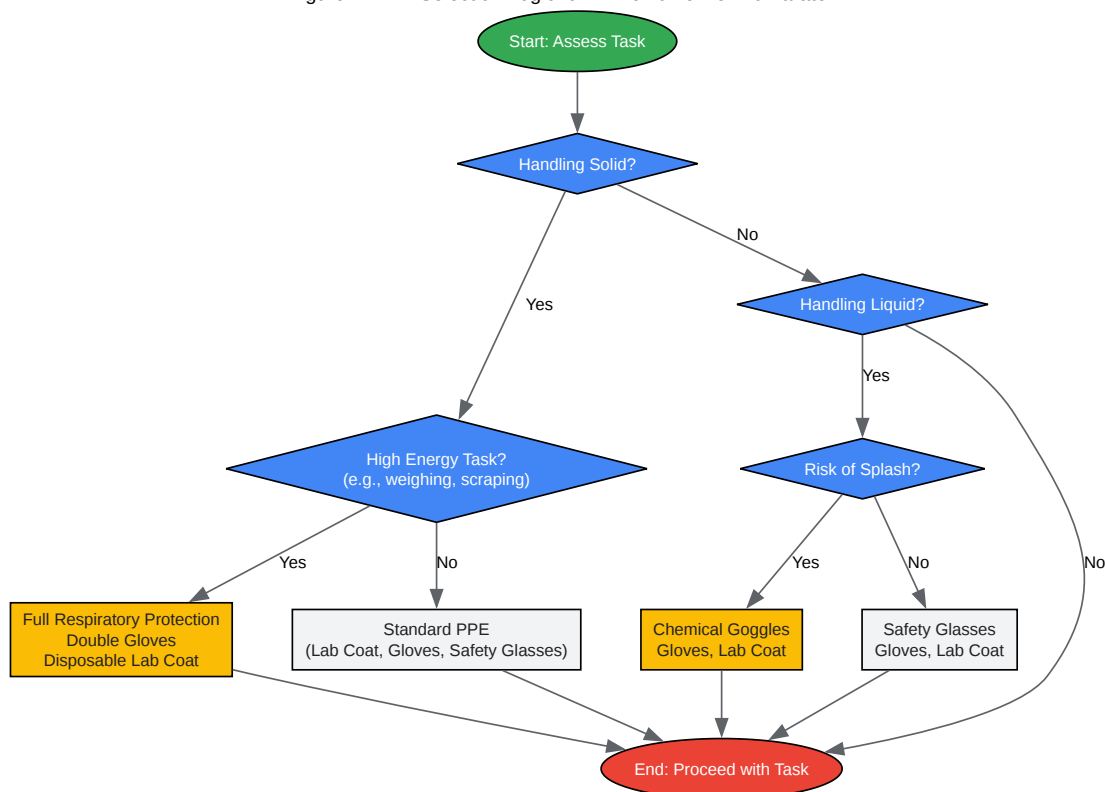 Start: Assess Task
Handling Solid?
No
Handling Liquid?
Yes
Yes
High Energy Task?
(e.g., weighing, scraping)
Risk of Splash?
Yes
No
Yes
No
No
Full Respiratory Protection
Double Gloves
Disposable Lab Coat
Standard PPE
(Lab Coat, Gloves, Safety Glasses)
Chemical Goggles
Gloves, Lab Coat
Safety Glasses
Gloves, Lab Coat
End: Proceed with Task